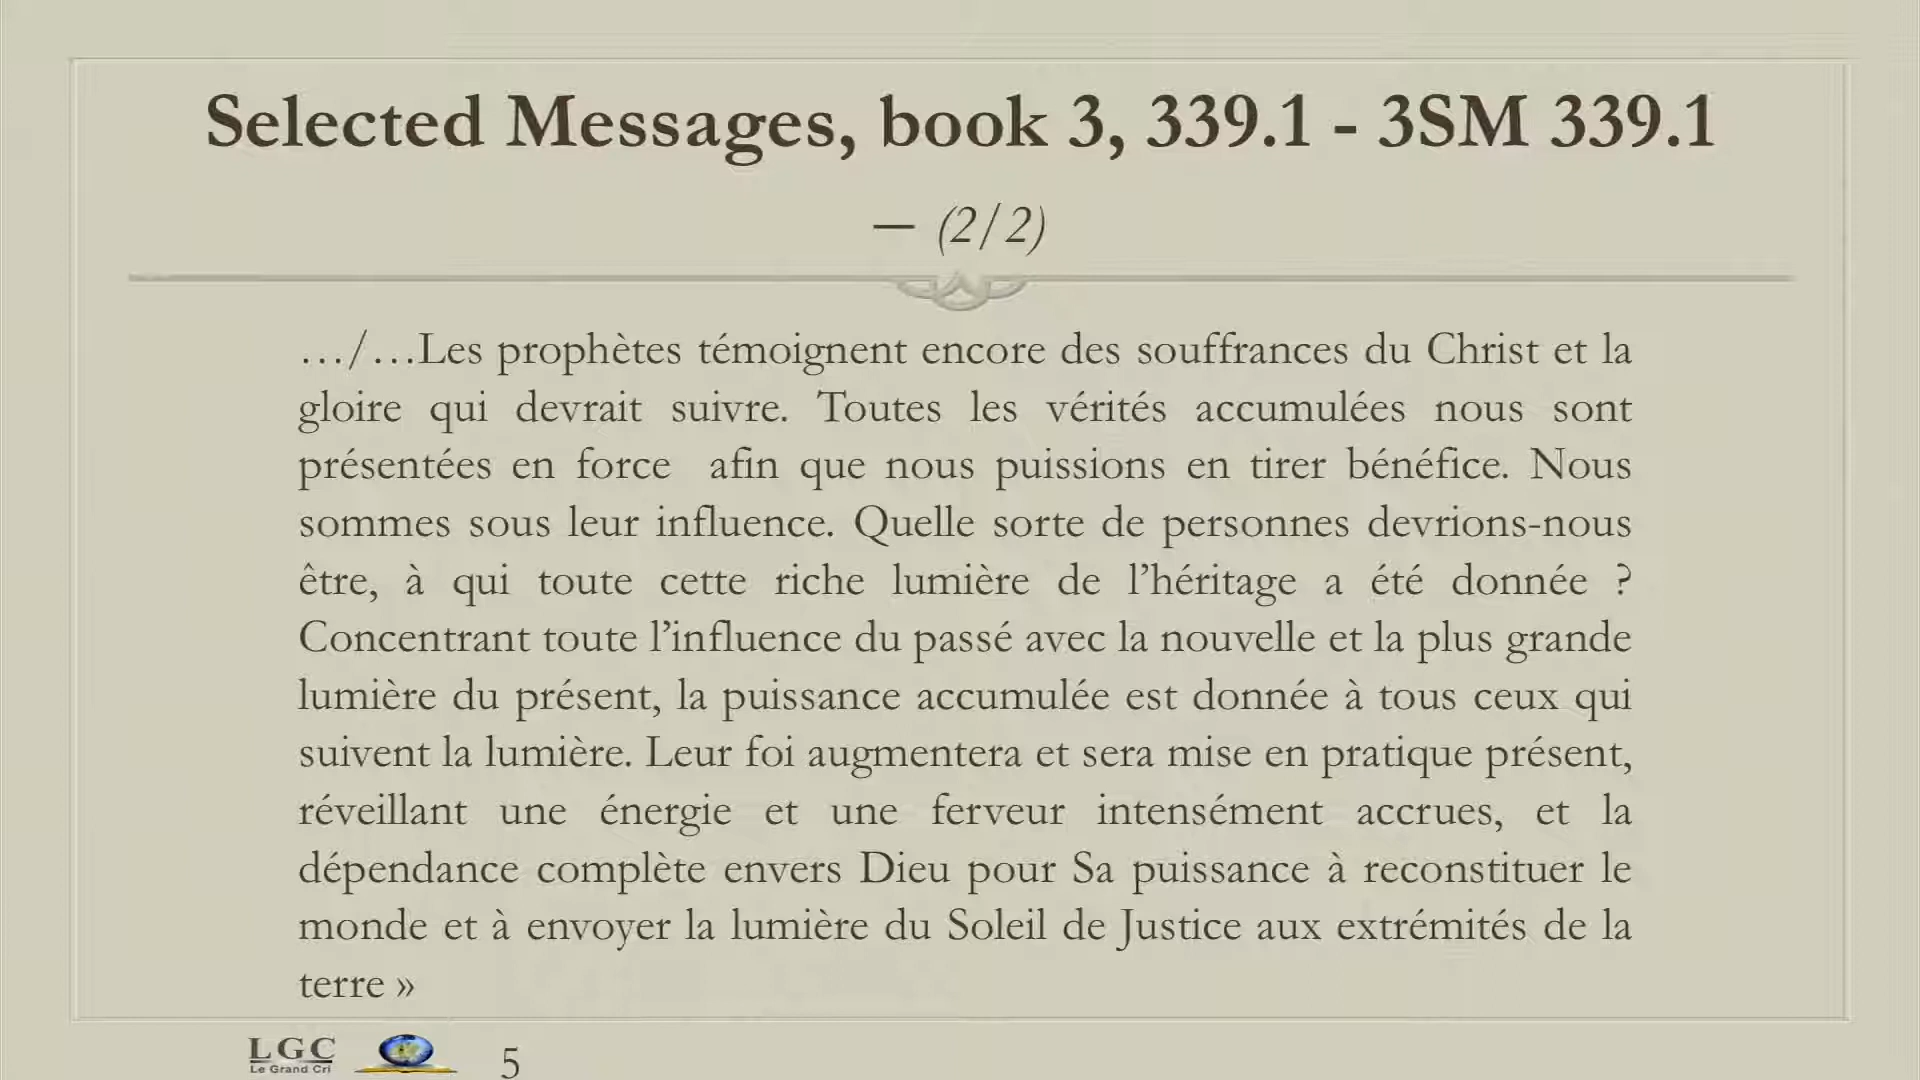 Selected Messages, book 3, 339.1 - 3SM 339.1
— (2/2)
…/…Les prophètes témoignent encore des souffrances du Christ et la
gloire qui devrait suivre. Toutes les vérités accumulées nous sont
présentées en force afin que nous puissions en tirer bénéfice. Nous
sommes sous leur influence. Quelle sorte de personnes devrions-nous
être, à qui toute cette riche lumière de l’héritage a été donnée ?
Concentrant toute l’influence du passé avec la nouvelle et la plus grande
lumière du présent, la puissance accumulée est donnée à tous ceux qui
suivent la lumière. Leur foi augmentera et sera mise en pratique présent,
réveillant une énergie et une ferveur intensément accrues, et la
dépendance complète envers Dieu pour Sa puissance à reconstituer le
monde et à envoyer la lumière du Soleil de Justice aux extrémités de la
terre »
LGC
Le Grand Cri
5